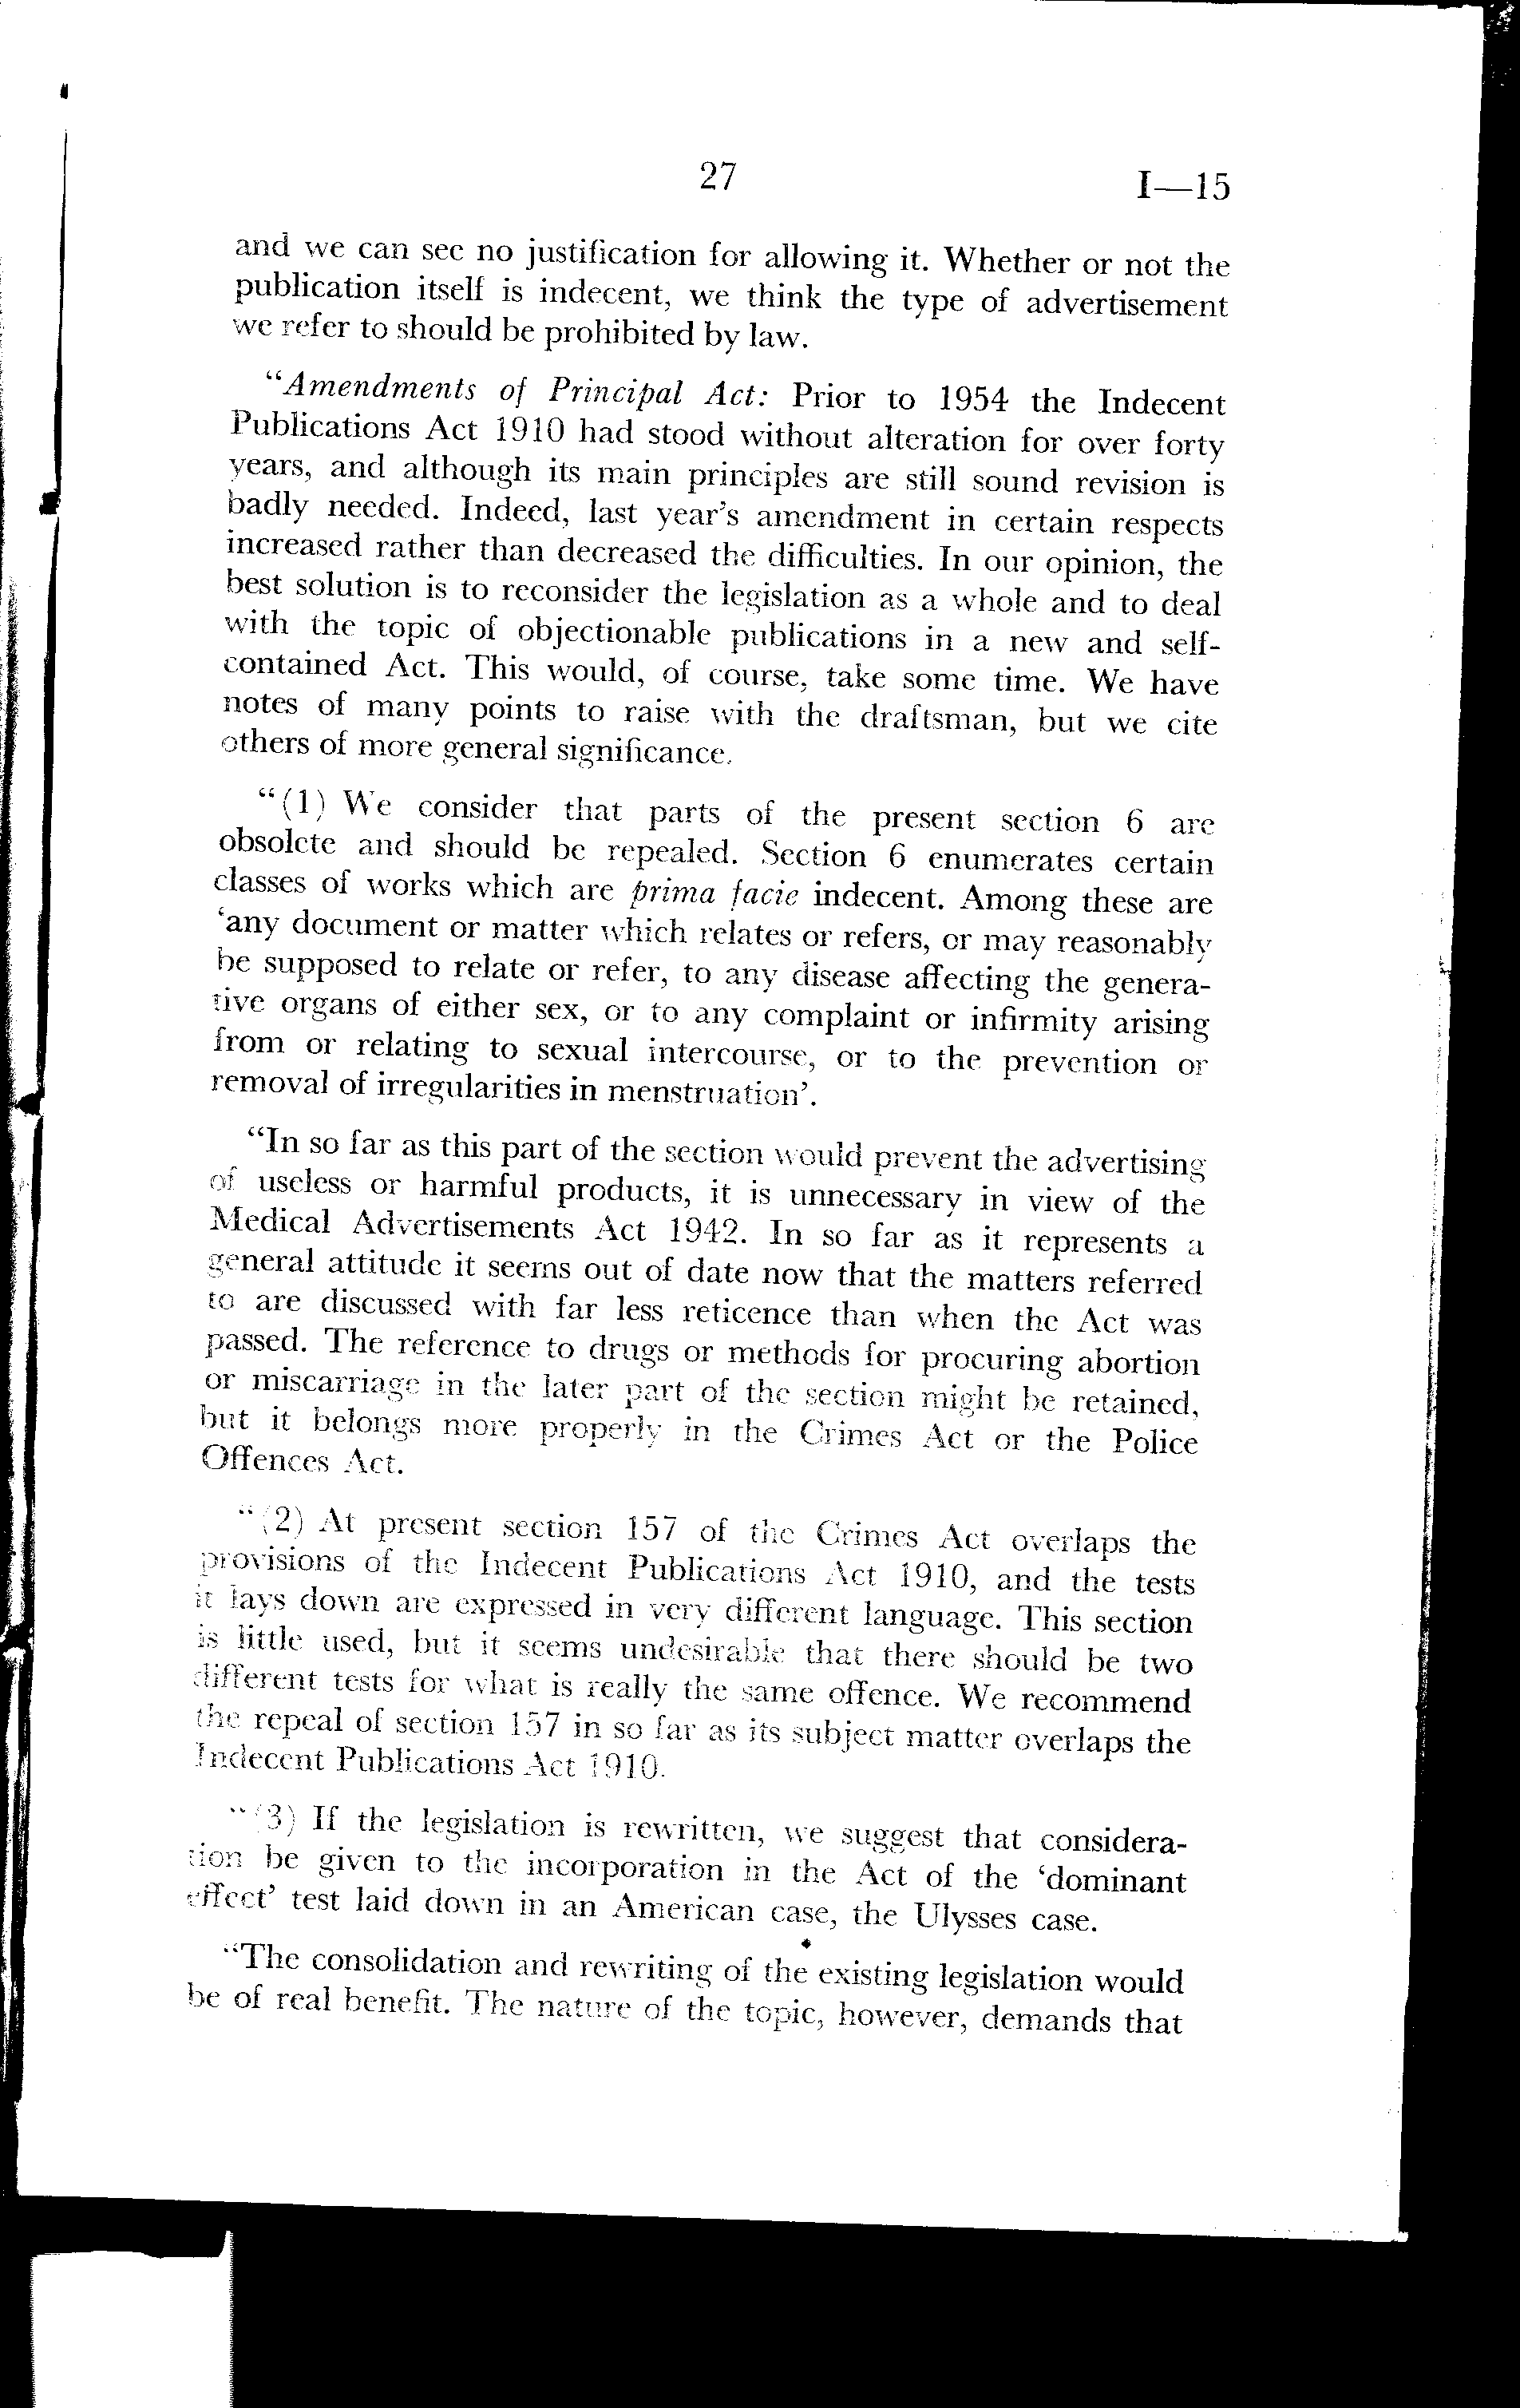 27
I—15
and we can see no justification for allowing it. Whether or not the
publication itself is indecent, we think the type of advertisement
we refer to should be prohibited by law.
“Amendments of Principal Act: Prior to 1954 the Indecent
Publications Act 1910 had stood without alteration for over forty
years, and although its main principles are still sound revision is
badly needed. Indeed, last year's amendment in certain respects
increased rather than decreased the difficulties. In our opinion, the
best solution is to reconsider the legislation as a whole and to deal
with the topic of objectionable publications in a new and self-
contained Act. This would, of course, take some time. We have
notes of many points to raise with the draftsman, but we cite
others of more general significance.
“(1) We consider that parts of the present section 6 are
obsolete and should be repealed. Section 6 enumerates certain
classes of works which are prima facie indecent. Among these are
‘any document or matter which relates or refers, or may reasonably
be supposed to relate or refer, to any disease affecting the genera-
tive organs of either sex, or to any complaint or infirmity arising
from or relating to sexual intercourse, or to the prevention or
removal of irregularities in menstruation’.
“In so far as this part of the section would prevent the advertising
of useless or harmful products, it is unnecessary in view of the
Medical Advertisements Act 1942. In so far as it represents a
general attitude it seems out of date now that the matters referred
to are discussed with far less reticence than when the Act was
passed. The reference to drugs or methods for procuring abortion
or miscarriage in the later part of the section might be retained,
but it belongs more properly in the Crimes Act or the Police
Offences Act.
“(2) At present section 157 of the Crimes Act overlaps the
provisions of the Indecent Publications Act 1910, and the tests
it lays down are expressed in very different language. This section
is little used, but it seems undesirable that there should be two
different tests for what is really the same offence. We recommend
the repeal of section 157 in so far as its subject matter overlaps the
Indecent Publications Act 1910.
“(3) If the legislation is rewritten, we suggest that considera-
tion be given to the incorporation in the Act of the ‘dominant
effect’ test laid down in an American case, the Ulysses case.
“The consolidation and rewriting of the existing legislation would
be of real benefit. The nature of the topic, however, demands that